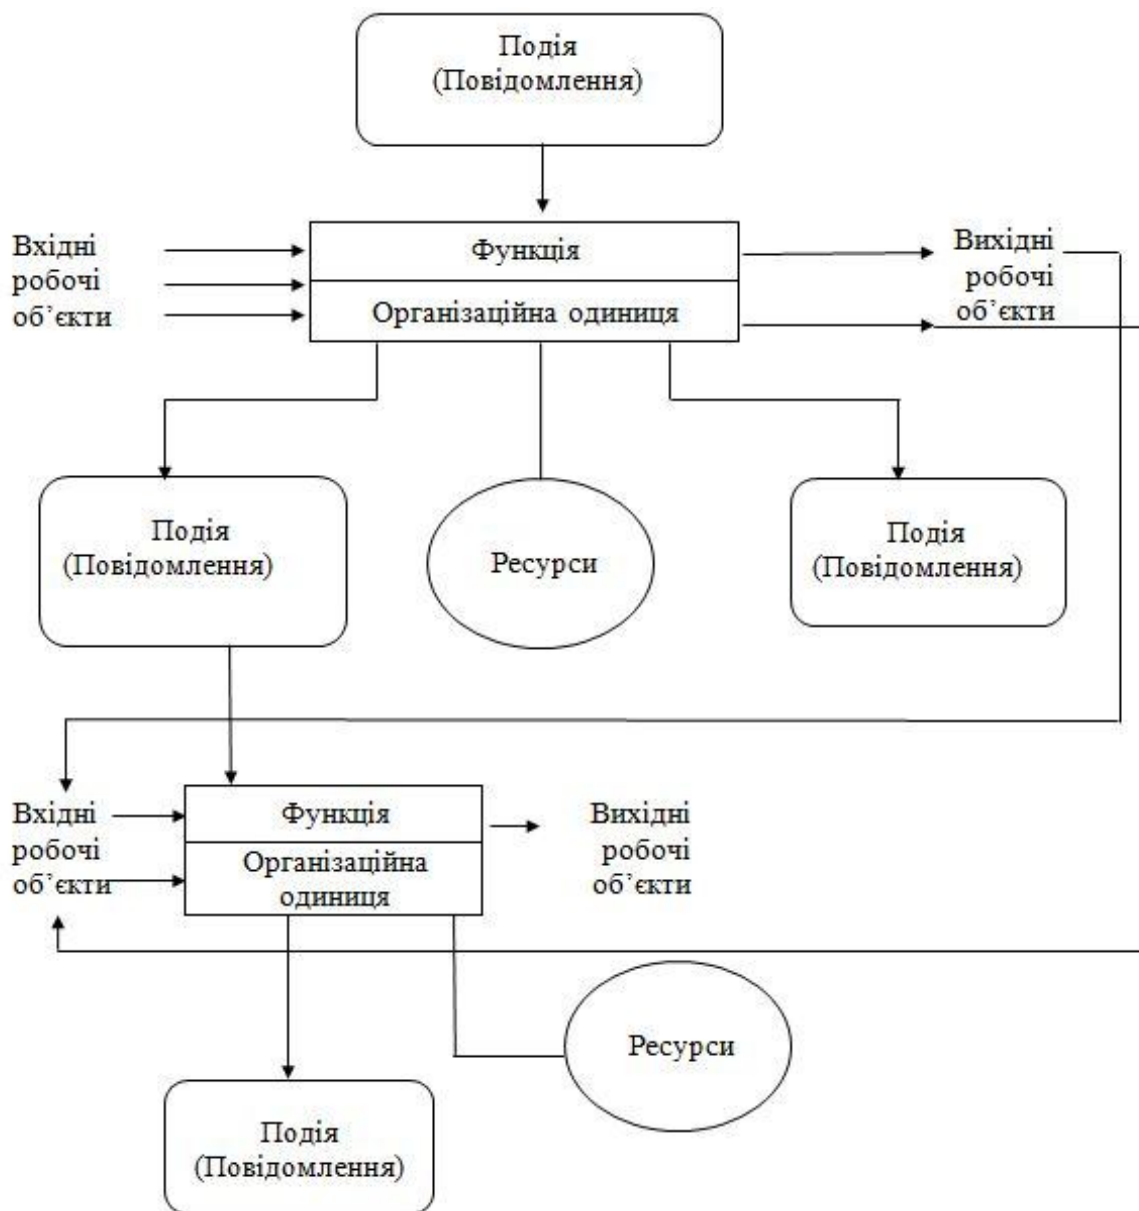 Подія
(Повідомлення)
Вхідні
робочі
об’єкти
Функція
Організаційна одиниця
Вихідні
робочі
об’єкти
Подія
(Повідомлення)
Ресурси
Подія
(Повідомлення)
Вхідні
робочі
об’єкти
Функція
Організаційна
одиниця
Вихідні
робочі
об’єкти
Ресурси
Подія
(Повідомлення)